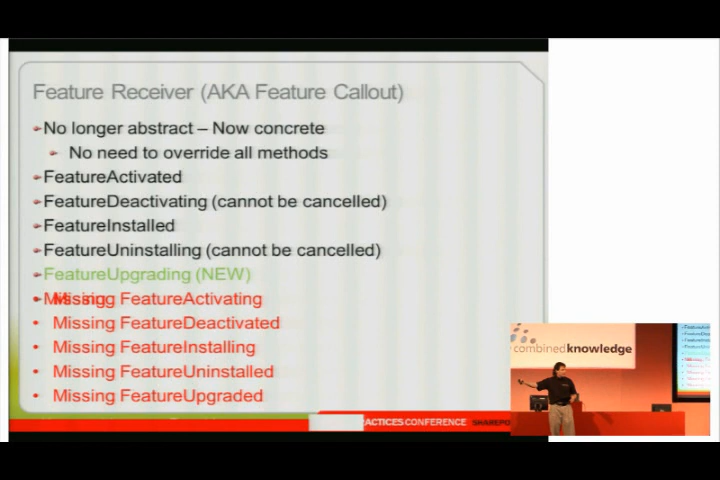 Feature Receiver (AKA Feature Callout)
No longer abstract – Now concrete
No need to override all methods
FeatureActivated
FeatureDeactivating (cannot be cancelled)
FeatureInstalled
FeatureUninstalling (cannot be cancelled)
FeatureUpgrading (NEW)
Missing FeatureActivating
Missing FeatureDeactivated
Missing FeatureInstalling
Missing FeatureUninstalled
Missing FeatureUpgraded
combinedknowledge
ACTICES CONFERENCE SHAREPO